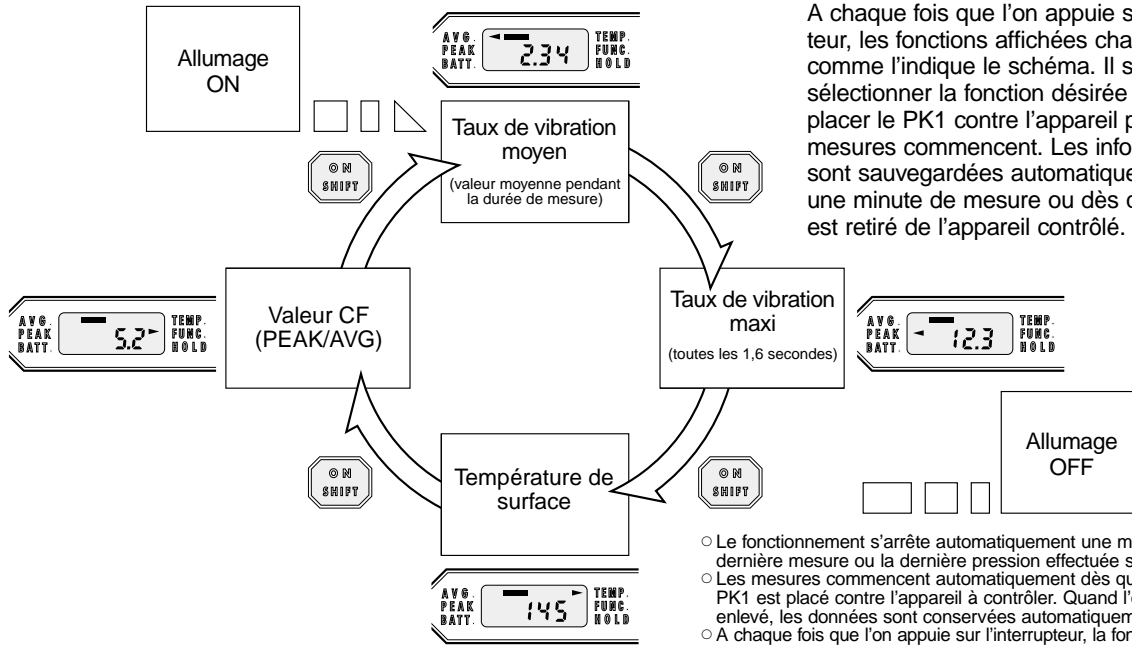 A chaque fois que l'on appuie s
teur, les fonctions affichées cha
comme l'indique le schéma. Il s
sélectionner la fonction désirée
placer le PK1 contre l'appareil p
mesures commencent. Les info
sont sauvegardées automatique
une minute de mesure ou dès q
est retiré de l'appareil contrôlé.
Allumage
ON
AVG.
PEAK
BATT.
2.34
TEMP.
FUNC.
HOLD
Taux de vibration
moyen
(valeur moyenne pendant
la durée de mesure)
ON
SHIFT
ON
SHIFT
AVG.
PEAK
BATT.
5.2
TEMP.
FUNC.
HOLD
Valeur CF
(PEAK/AVG)
Taux de vibration
maxi
(toutes les 1,6 secondes)
AVG.
PEAK
BATT.
12.3
TEMP.
FUNC.
HOLD
Allumage
OFF
ON
SHIFT
Température de
surface
ON
SHIFT
AVG.
PEAK
BATT.
145
TEMP.
FUNC.
HOLD
○ Le fonctionnement s'arrête automatiquement une m
dernière mesure ou la dernière pression effectuée s
○ Les mesures commencent automatiquement dès qu
PK1 est placé contre l'appareil à contrôler. Quand l'
enlevé, les données sont conservées automatiquem
○ A chaque fois que l'on appuie sur l'interrupteur, la fon